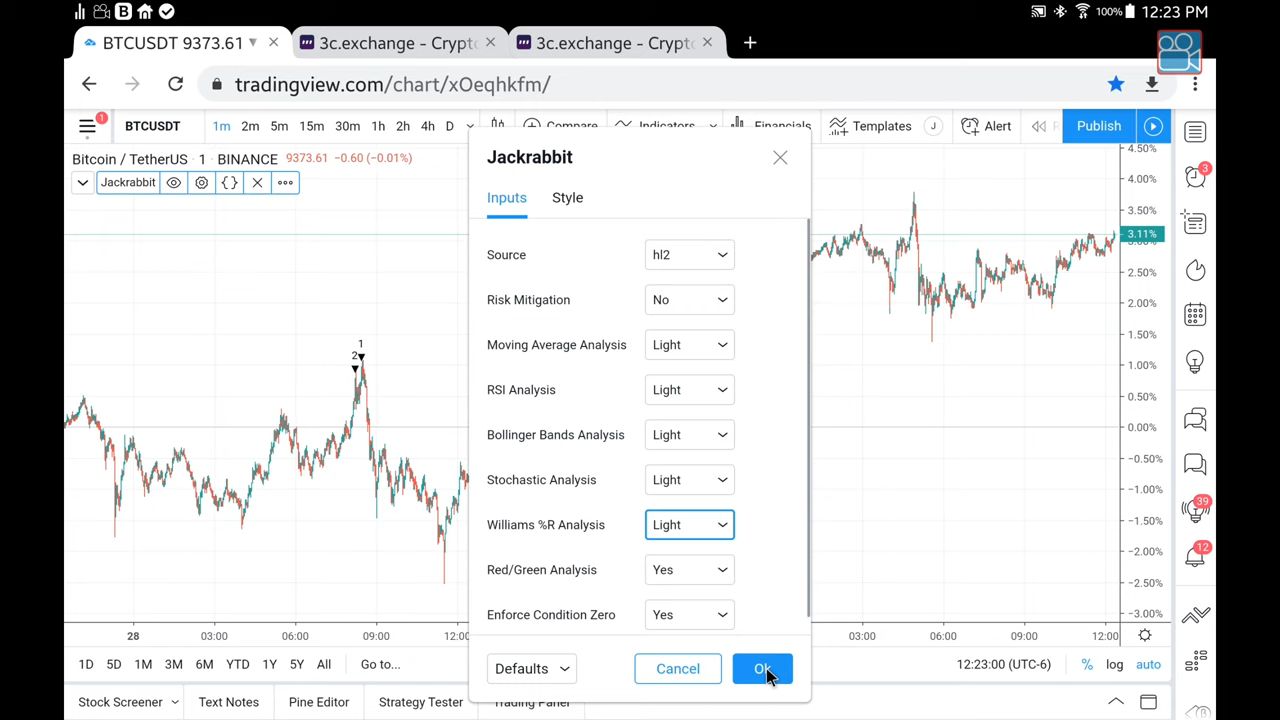 B 100% 12:23 PM
BTCUSDT 9373.61 3c.exchange - Crypt 3c.exchange - Crypt
tradingview.com/chart/xOeqhkfm/
1 BTCUSDT 1m 2m 5m 15m 30m 1h 2h 4h D Compare Indicators Financials Templates J Alert Publish
Bitcoin / TetherUS · 1 · BINANCE 9373.61 −0.60 (−0.01%)
Jackrabbit {}
Jackrabbit
Inputs Style
Source hl2
Risk Mitigation No
Moving Average Analysis Light
RSI Analysis Light
Bollinger Bands Analysis Light
Stochastic Analysis Light
Williams %R Analysis Light
Red/Green Analysis Yes
Enforce Condition Zero Yes
Defaults Cancel Ok
1
2
4.50%
4.00%
3.50%
3.11%
3.00%
2.50%
2.00%
1.50%
1.00%
0.50%
0.00%
−0.50%
−1.00%
−1.50%
−2.00%
−2.50%
−3.00%
3
39
12
28 03:00 06:00 09:00 12:00 03:00 06:00 09:00 12:00
1D 5D 1M 3M 6M YTD 1Y 5Y All Go to... 12:23:00 (UTC-6) % log auto
Stock Screener Text Notes Pine Editor Strategy Tester Trading Panel